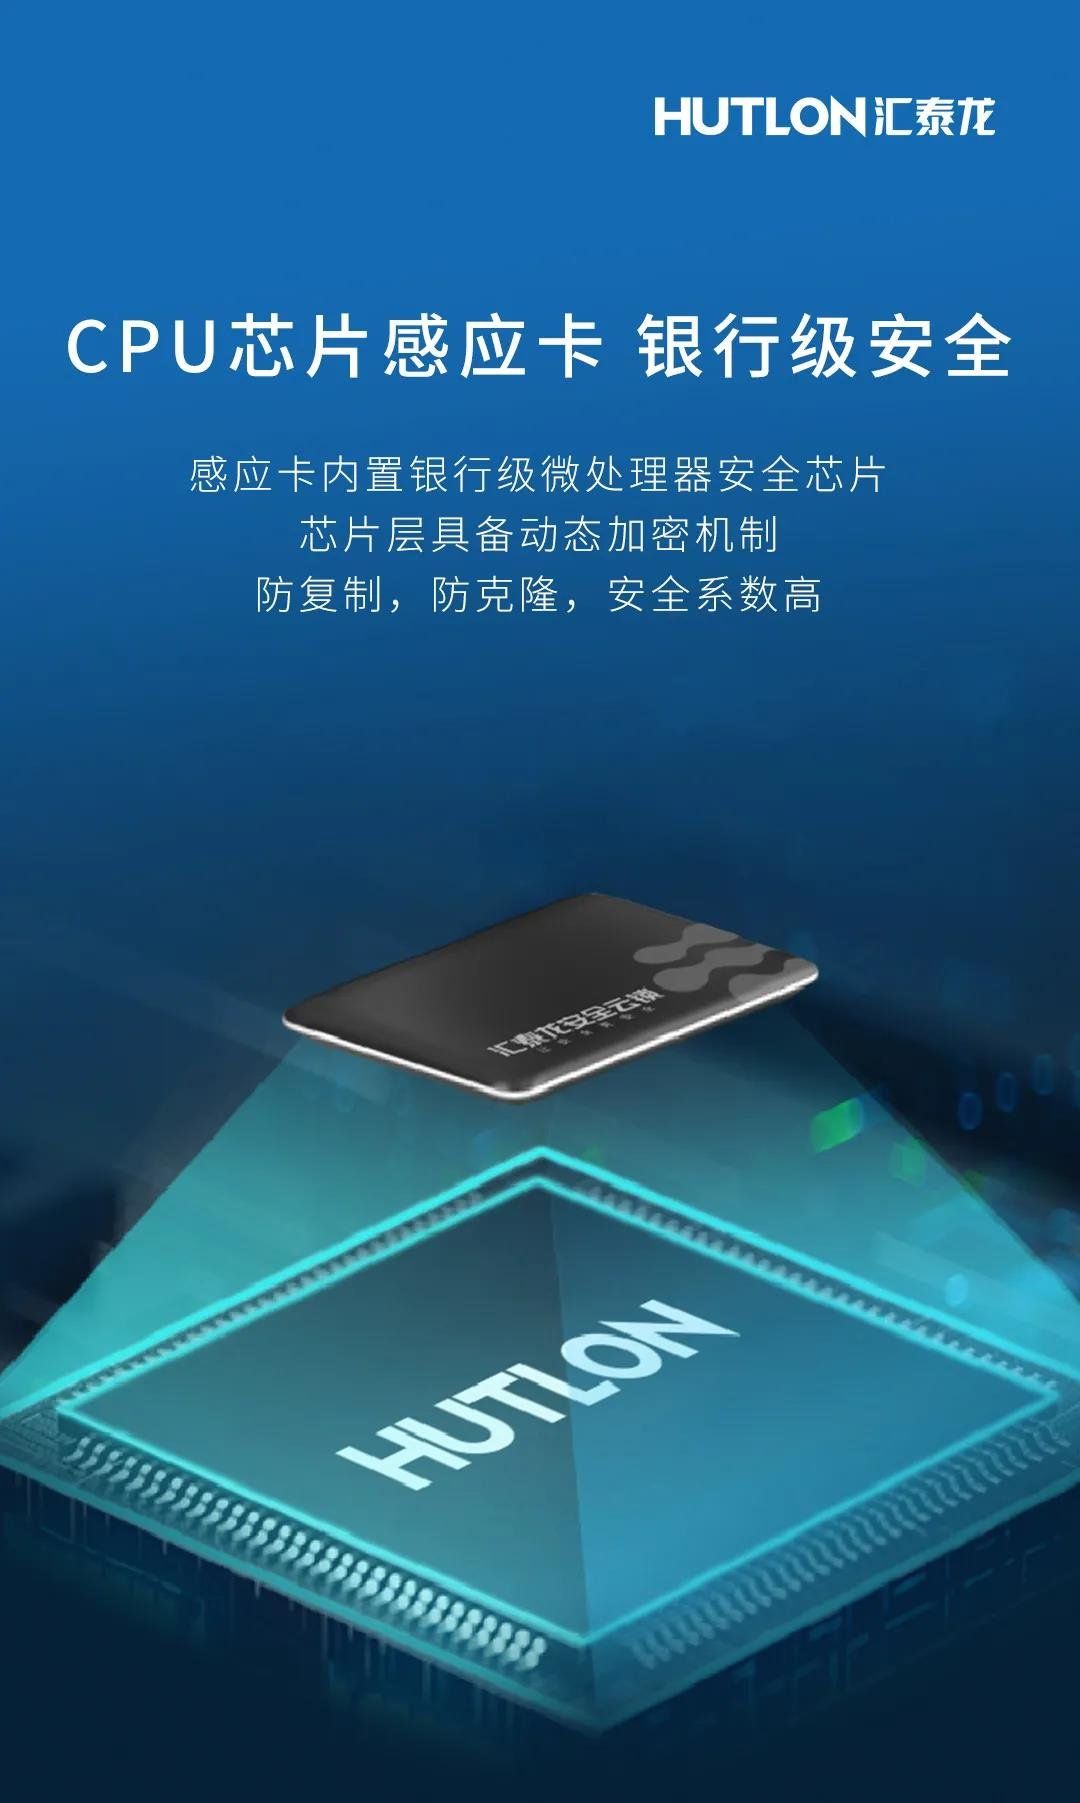 HUTLON汇泰龙
CPU芯片感应卡 银行级安全
感应卡内置银行级微处理器安全芯片
芯片层具备动态加密机制
防复制，防克隆，安全系数高
汇泰龙安全云锁
HUTLON